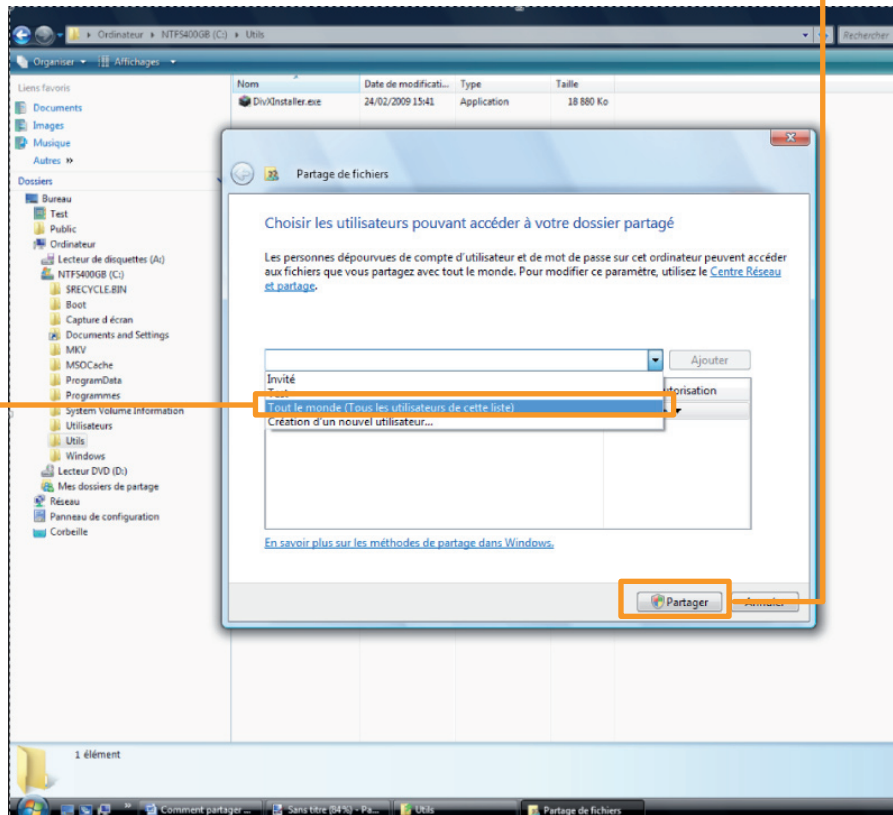 Ordinateur ▸ NTFS400GB (C:) ▸ Utils
Rechercher
Organiser
Affichages
Liens favoris
Documents
Images
Musique
Autres »
Dossiers
Bureau
Test
Public
Ordinateur
Lecteur de disquettes (A:)
NTFS400GB (C:)
$RECYCLE.BIN
Boot
Capture d écran
Documents and Settings
MKV
MSOCache
ProgramData
Programmes
System Volume Information
Utilisateurs
Utils
Windows
Lecteur DVD (D:)
Mes dossiers de partage
Réseau
Panneau de configuration
Corbeille
Nom Date de modificati... Type Taille
DivXInstaller.exe 24/02/2009 15:41 Application 18 880 Ko
Partage de fichiers
Choisir les utilisateurs pouvant accéder à votre dossier partagé
Les personnes dépourvues de compte d'utilisateur et de mot de passe sur cet ordinateur peuvent accéder
aux fichiers que vous partagez avec tout le monde. Pour modifier ce paramètre, utilisez le Centre Réseau
et partage.
Ajouter
Invité
Test
Tout le monde (Tous les utilisateurs de cette liste)
Création d'un nouvel utilisateur...
utorisation
En savoir plus sur les méthodes de partage dans Windows.
Partager
Annuler
1 élément
Comment partager ...
Sans titre (84%) - Pa...
Utils
Partage de fichiers